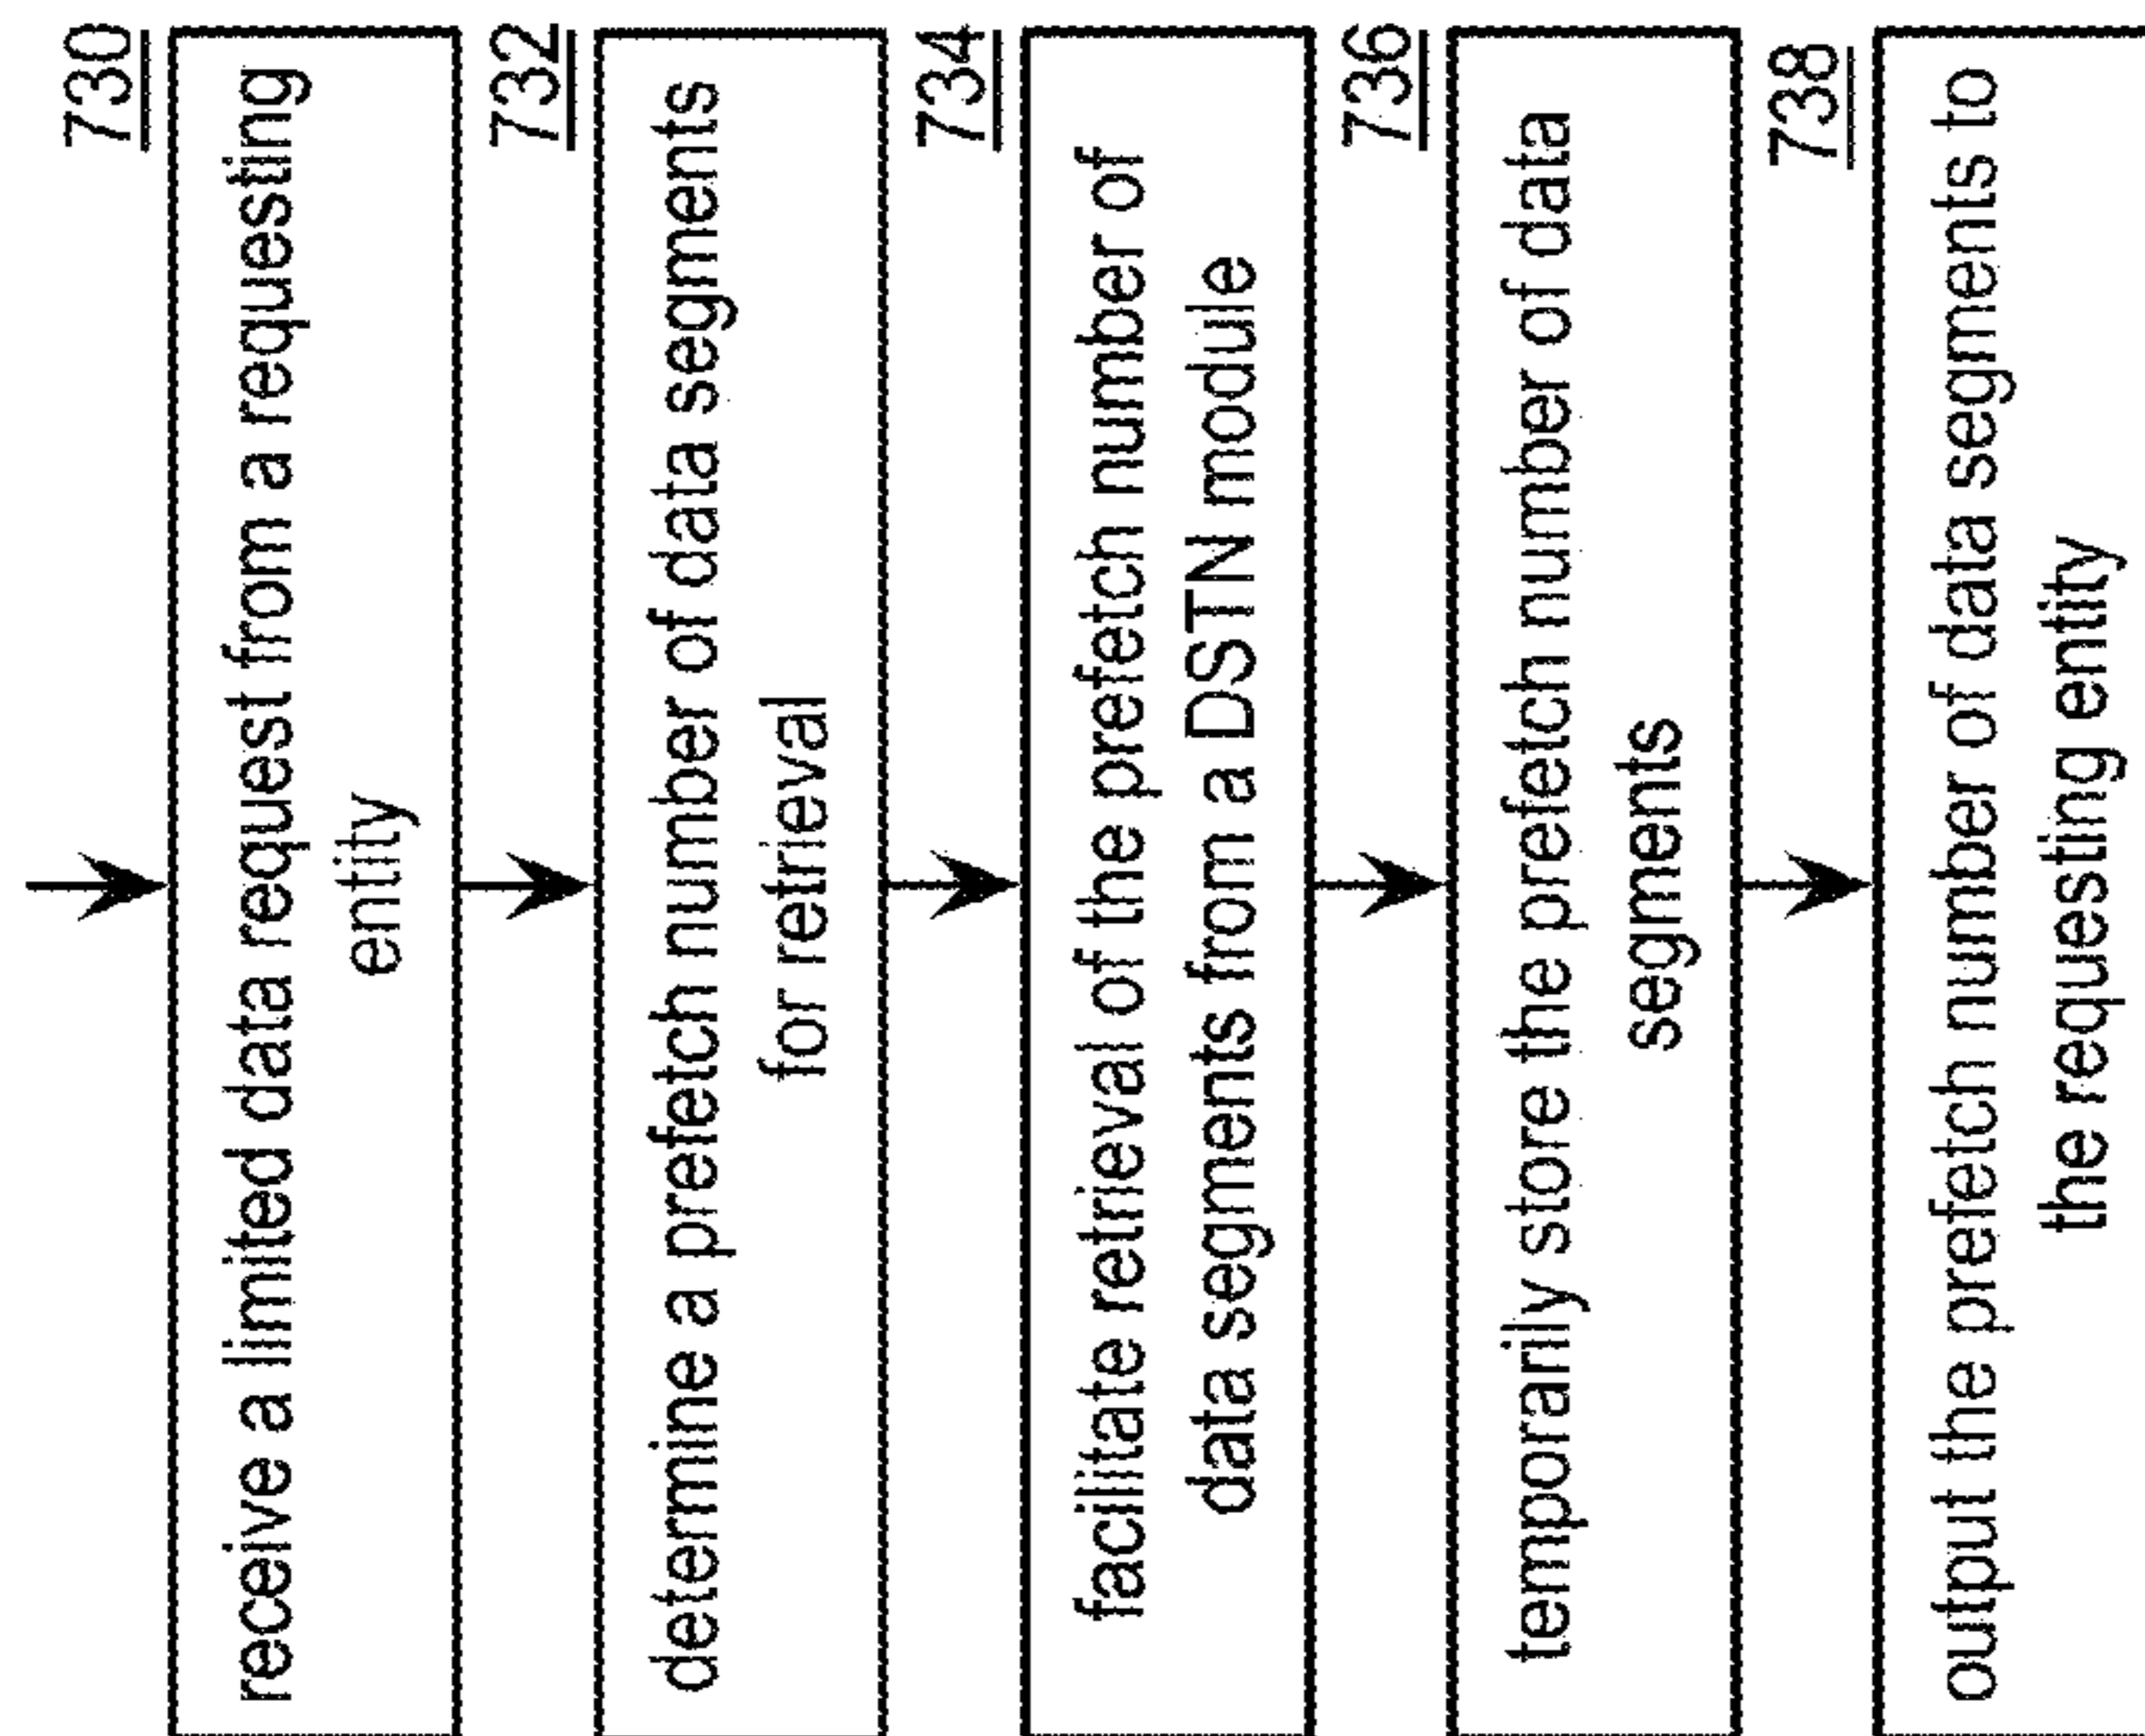 730
receive a limited data request from a requesting
entity
732
determine a prefetch number of data segments
for retrieval
734
facilitate retrieval of the prefetch number of
data segments from a DSTN module
736
temporarily store the prefetch number of data
segments
738
output the prefetch number of data segments to
the requesting entity